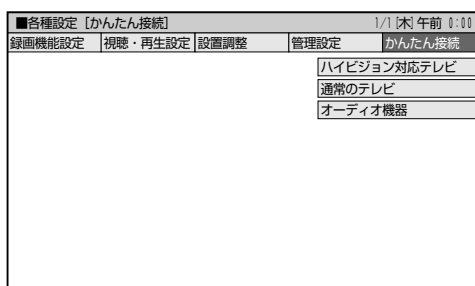 ■各種設定［かんたん接続］ 1/1[木]午前 0:00
録画機能設定 視聴・再生設定 設置調整 管理設定 かんたん接続
ハイビジョン対応テレビ
通常のテレビ
オーディオ機器